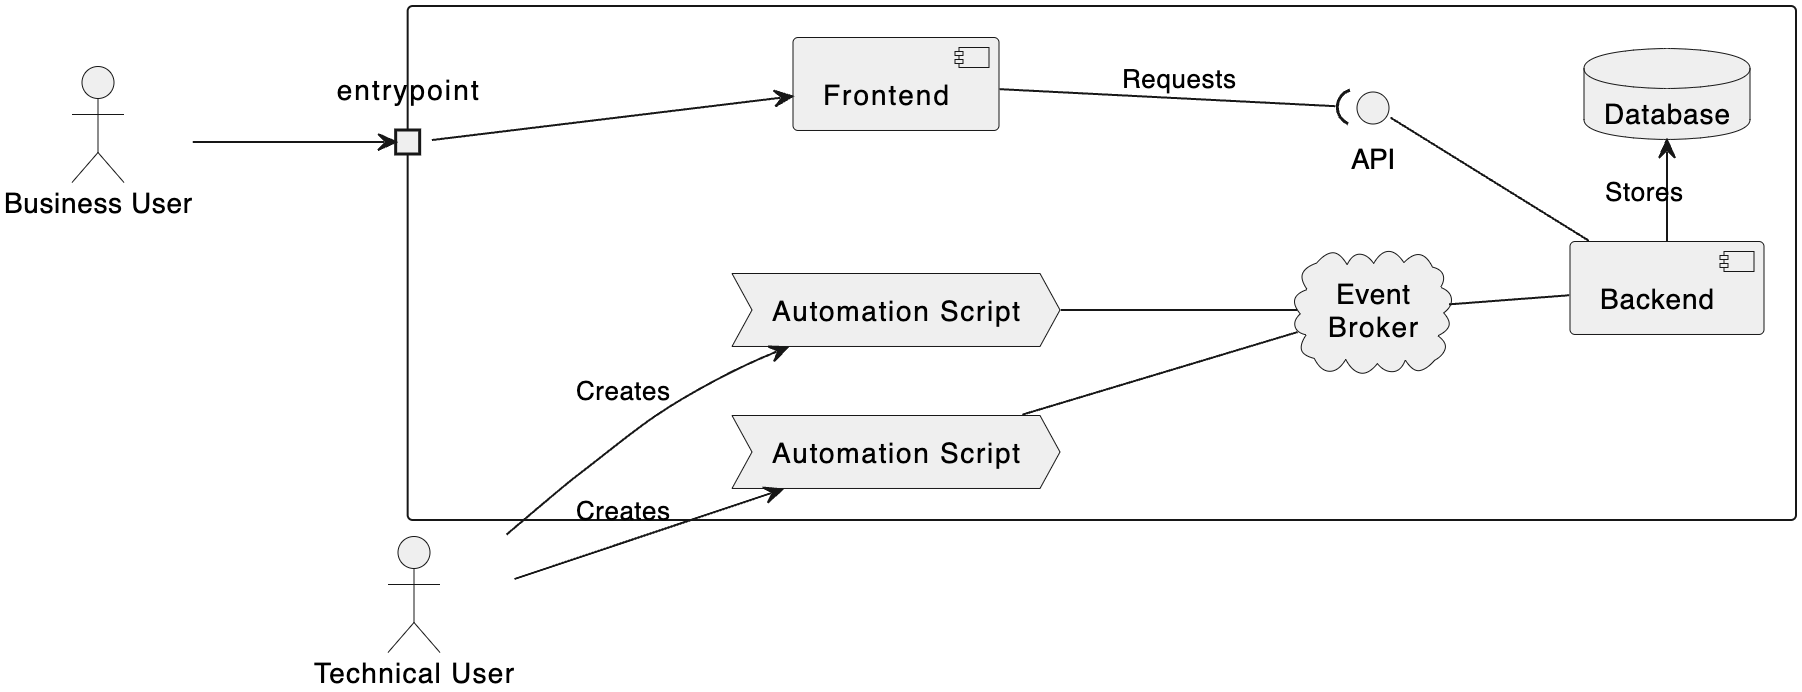 entrypoint
Frontend
Requests
API
Database
Stores
Business User
Automation Script
Event
Broker
Backend
Creates
Automation Script
Creates
Technical User